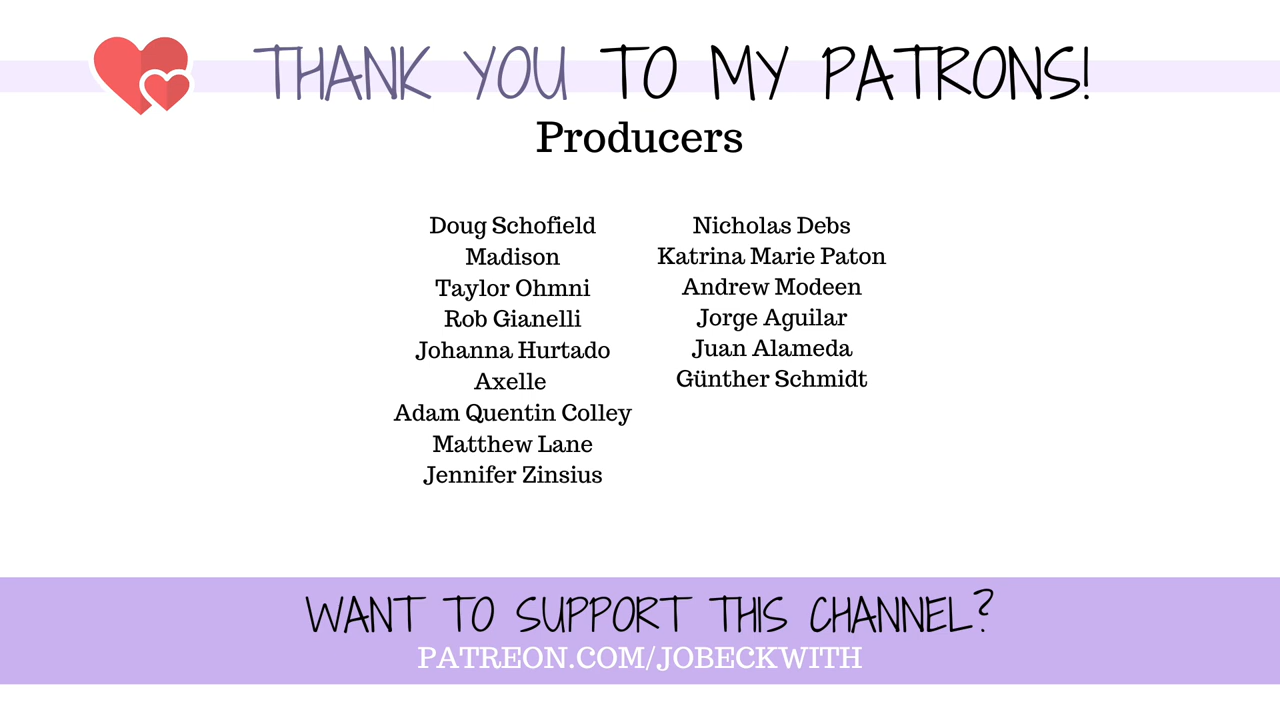 THANK YOU TO MY PATRONS!
Producers
Doug Schofield
Madison
Taylor Ohmni
Rob Gianelli
Johanna Hurtado
Axelle
Adam Quentin Colley
Matthew Lane
Jennifer Zinsius
Nicholas Debs
Katrina Marie Paton
Andrew Modeen
Jorge Aguilar
Juan Alameda
Günther Schmidt
WANT TO SUPPORT THIS CHANNEL?
PATREON.COM/JOBECKWITH